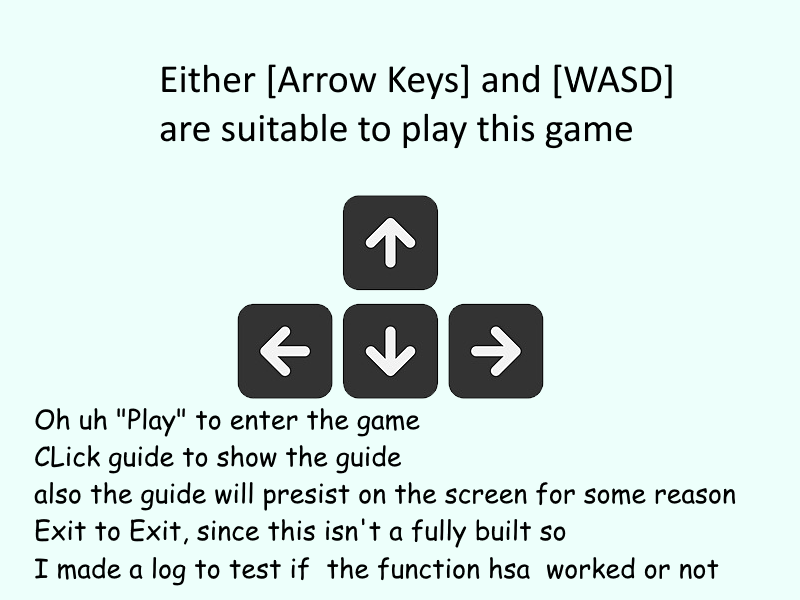 Either [Arrow Keys] and [WASD]
are suitable to play this game
Oh uh "Play" to enter the game
CLick guide to show the guide
also the guide will presist on the screen for some reason
Exit to Exit, since this isn't a fully built so
I made a log to test if  the function hsa  worked or not